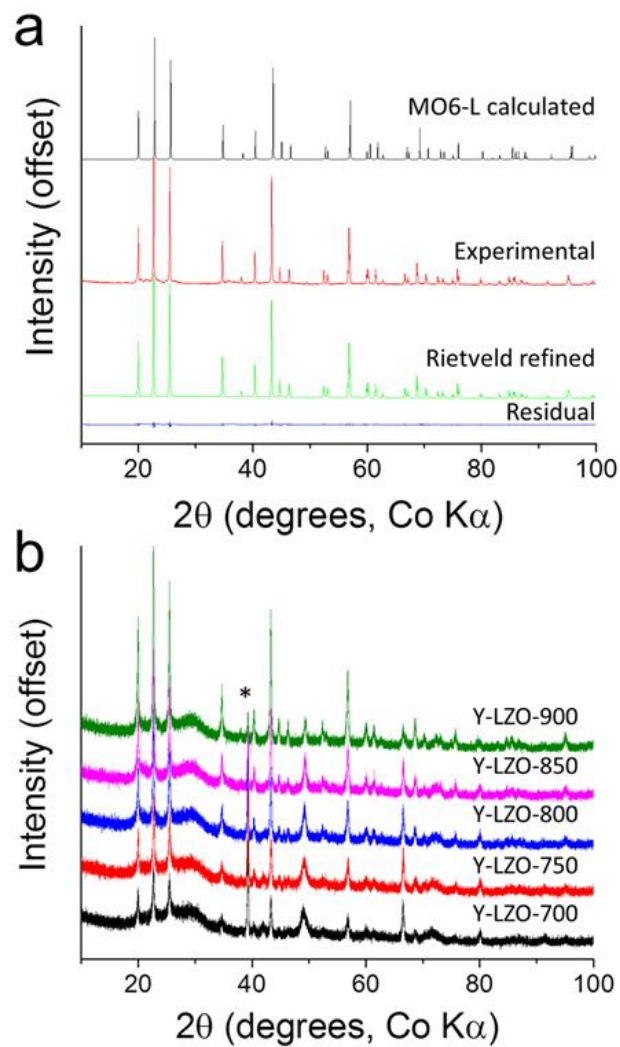 a
Intensity (offset)
MO6-L calculated
Experimental
Rietveld refined
Residual
20 40 60 80 100
2θ (degrees, Co Kα)
b
Intensity (offset)
*
Y-LZO-900
Y-LZO-850
Y-LZO-800
Y-LZO-750
Y-LZO-700
20 40 60 80 100
2θ (degrees, Co Kα)